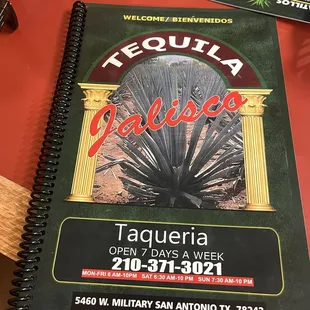 WELCOME/ BIENVENIDOS
TEQUILA
Jalisco
Taqueria
OPEN 7 DAYS A WEEK
210-371-3021
MON-FRI 6 AM-10PM SAT 6:30 AM-10 PM SUN 7:30 AM-10 PM
5460 W. MILITARY SAN ANTONIO TX. 78242